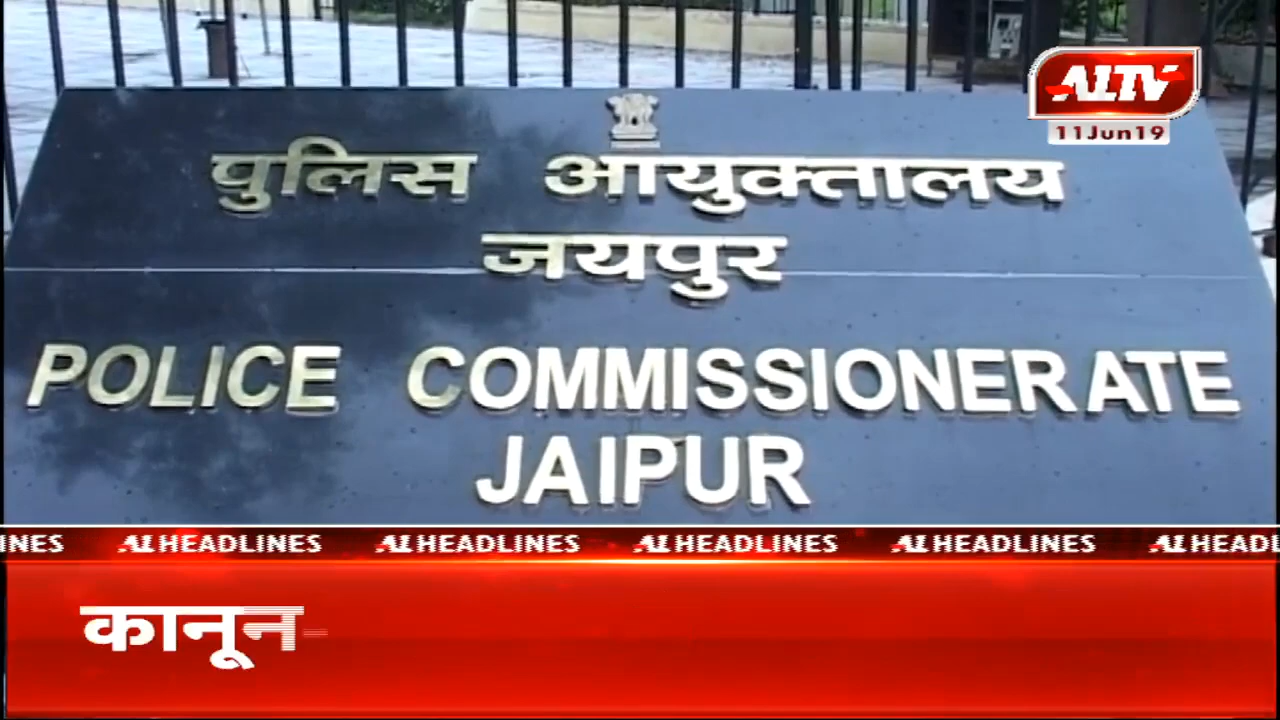 ALTV
11Jun19
पुलिस आयुक्तालय
जयपुर
POLICE COMMISSIONERATE
JAIPUR
INES AL HEADLINES AL HEADLINES AL HEADLINES AL HEADLINES AL HEADL
कानून